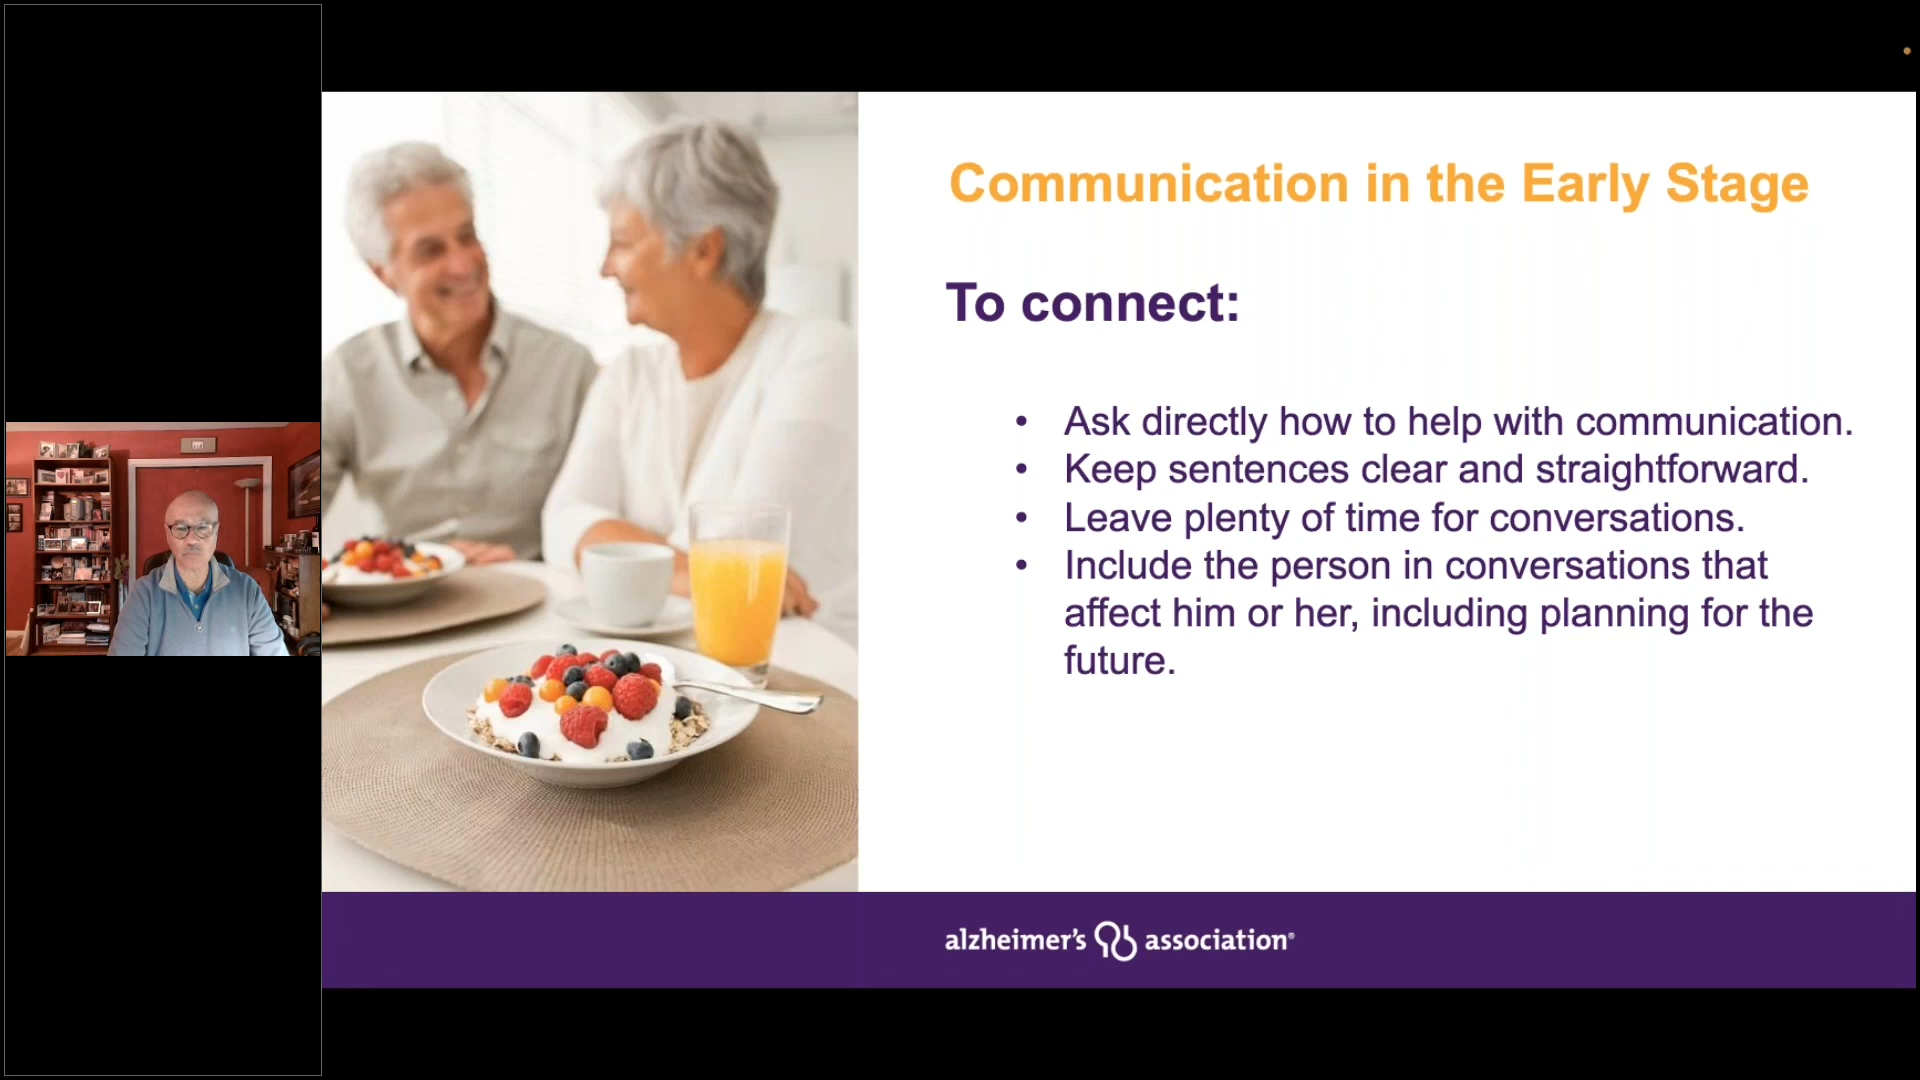 Communication in the Early Stage
To connect:
• Ask directly how to help with communication.
• Keep sentences clear and straightforward.
• Leave plenty of time for conversations.
• Include the person in conversations that
affect him or her, including planning for the
future.
alzheimer's association®